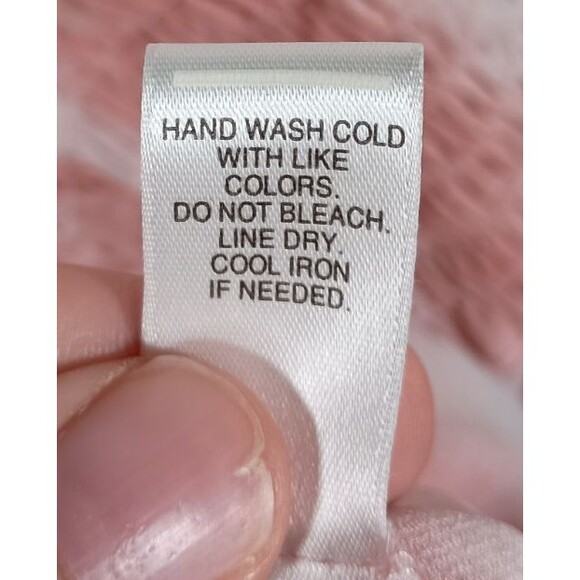 HAND WASH COLD
WITH LIKE
COLORS.
DO NOT BLEACH.
LINE DRY.
COOL IRON
IF NEEDED.